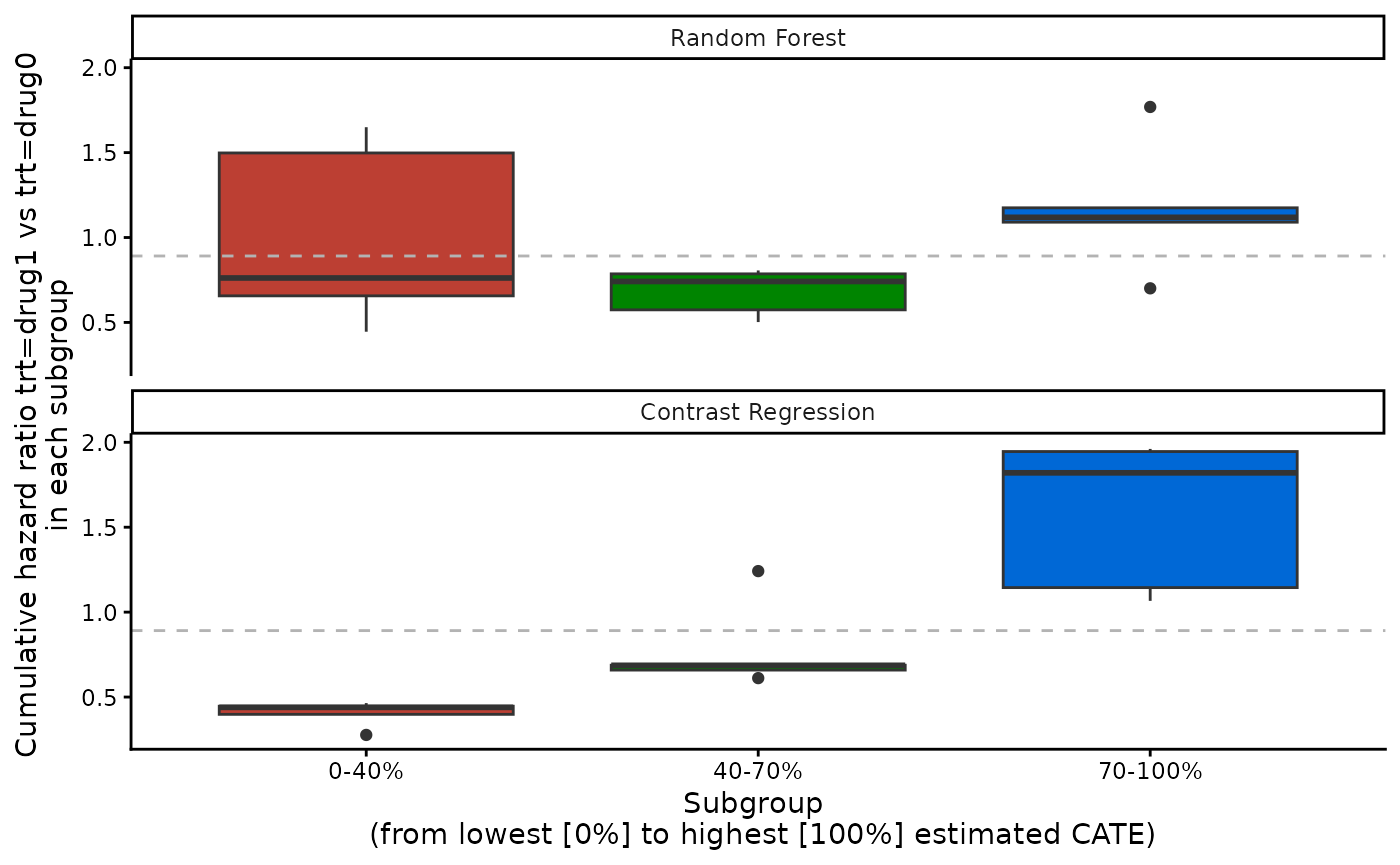 Random Forest
2.0
1.5
1.0
0.5
Contrast Regression
2.0
1.5
1.0
0.5
Cumulative hazard ratio trt=drug1 vs trt=drug0
in each subgroup
0-40%
40-70%
70-100%
Subgroup
(from lowest [0%] to highest [100%] estimated CATE)